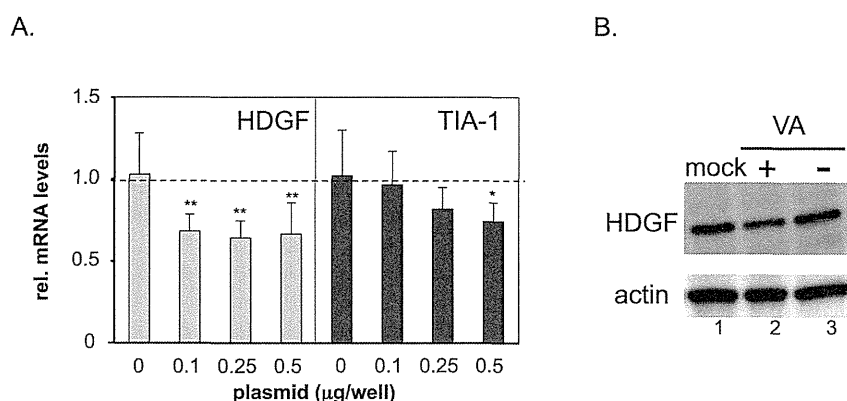 A.
B.
1.5
1.0
0.5
0
rel. mRNA levels
HDGF
TIA-1
** ** **
*
0 0.1 0.25 0.5 0 0.1 0.25 0.5
plasmid (μg/well)
VA
mock + -
HDGF
actin
1 2 3